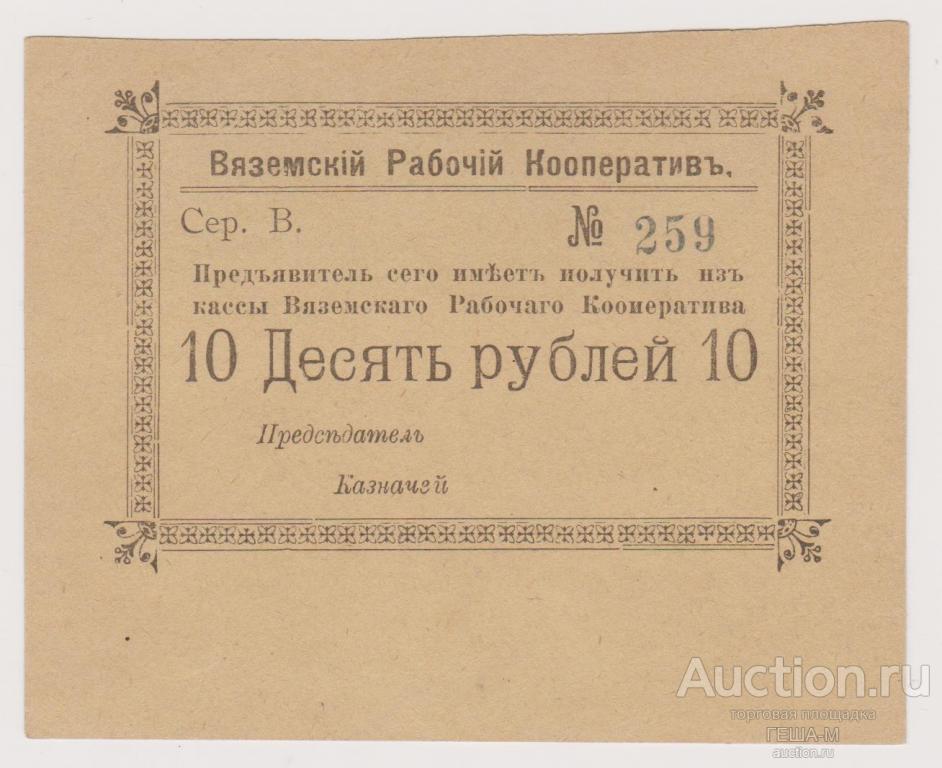 Вяземскій Рабочій Кооперативъ.
Сер. В. № 259
Предъявитель сего имѣетъ получить изъ
кассы Вяземскаго Рабочаго Кооператива
10 Десять рублей 10
Предсѣдатель
Казначей
Auction.ru
торговая площадка
ГЕША-М
auction.ru